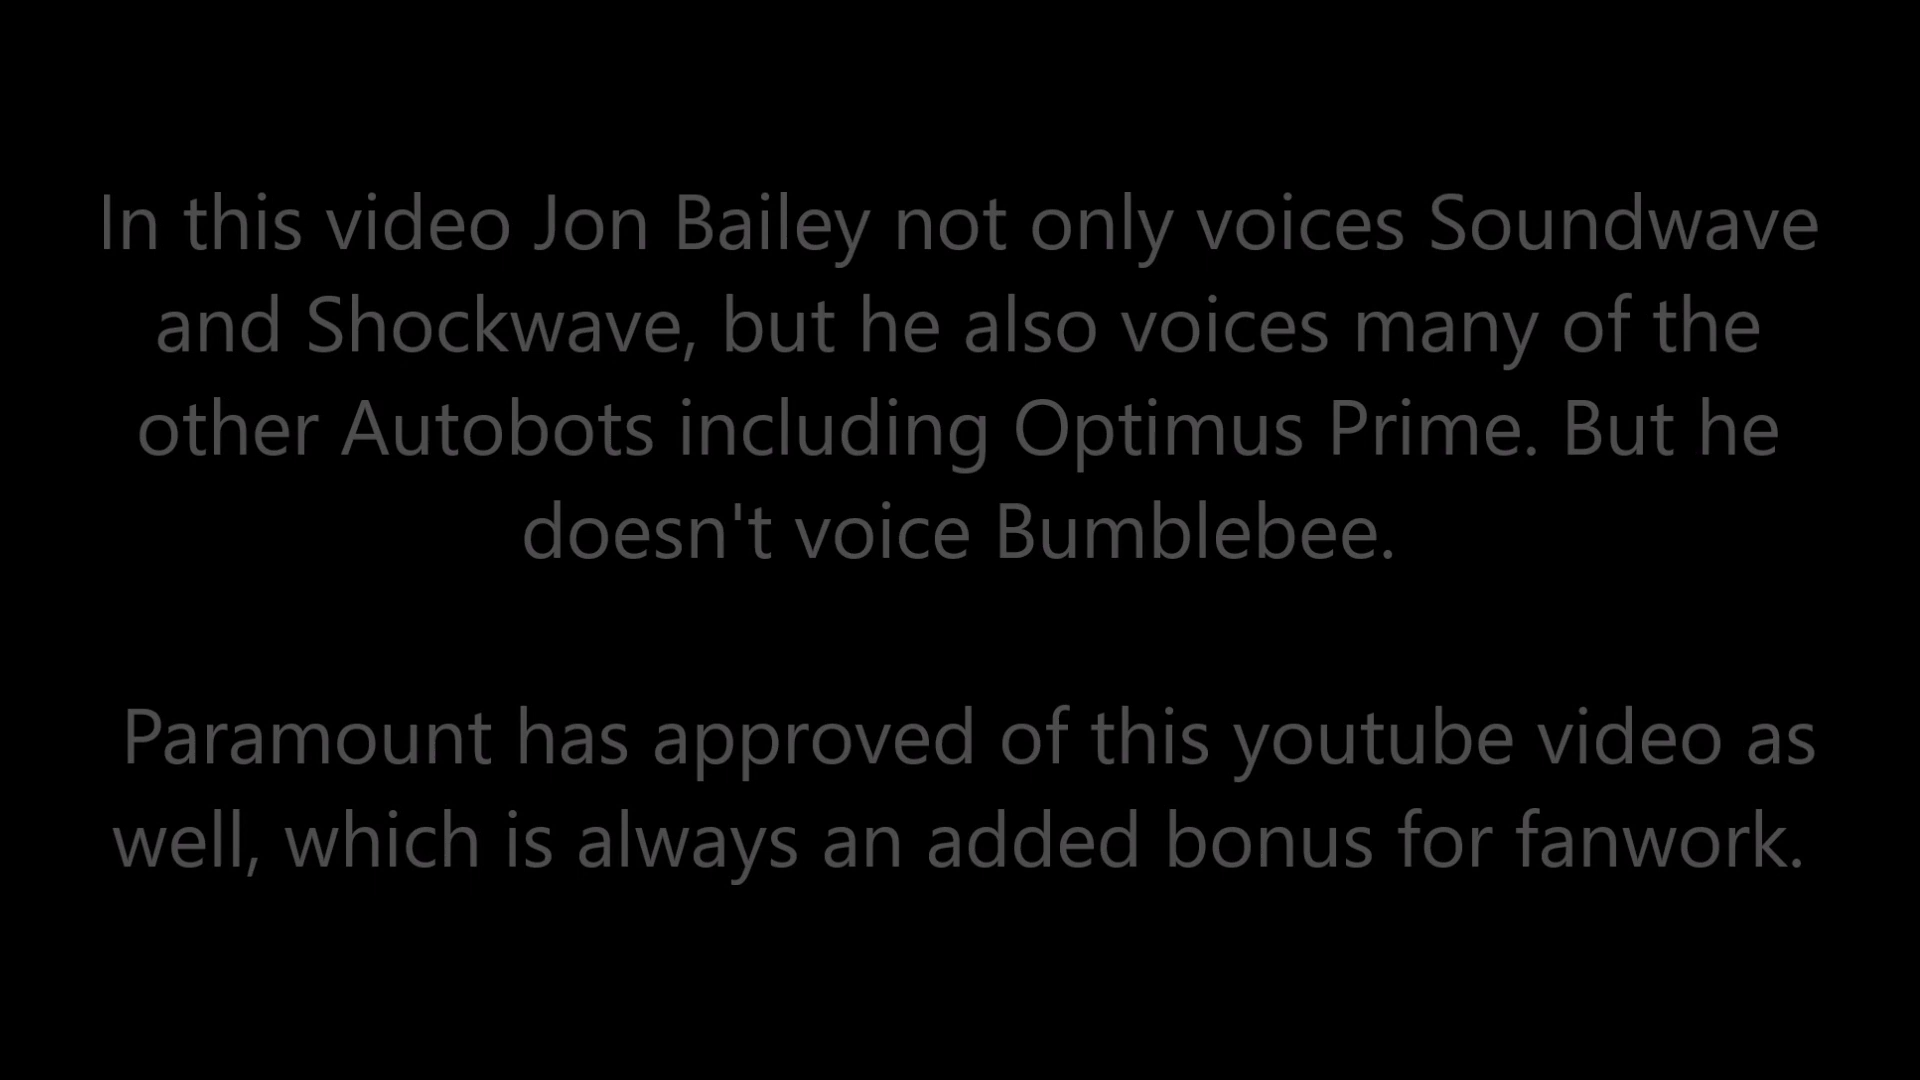 In this video Jon Bailey not only voices Soundwave
and Shockwave, but he also voices many of the
other Autobots including Optimus Prime. But he
doesn't voice Bumblebee.
Paramount has approved of this youtube video as
well, which is always an added bonus for fanwork.